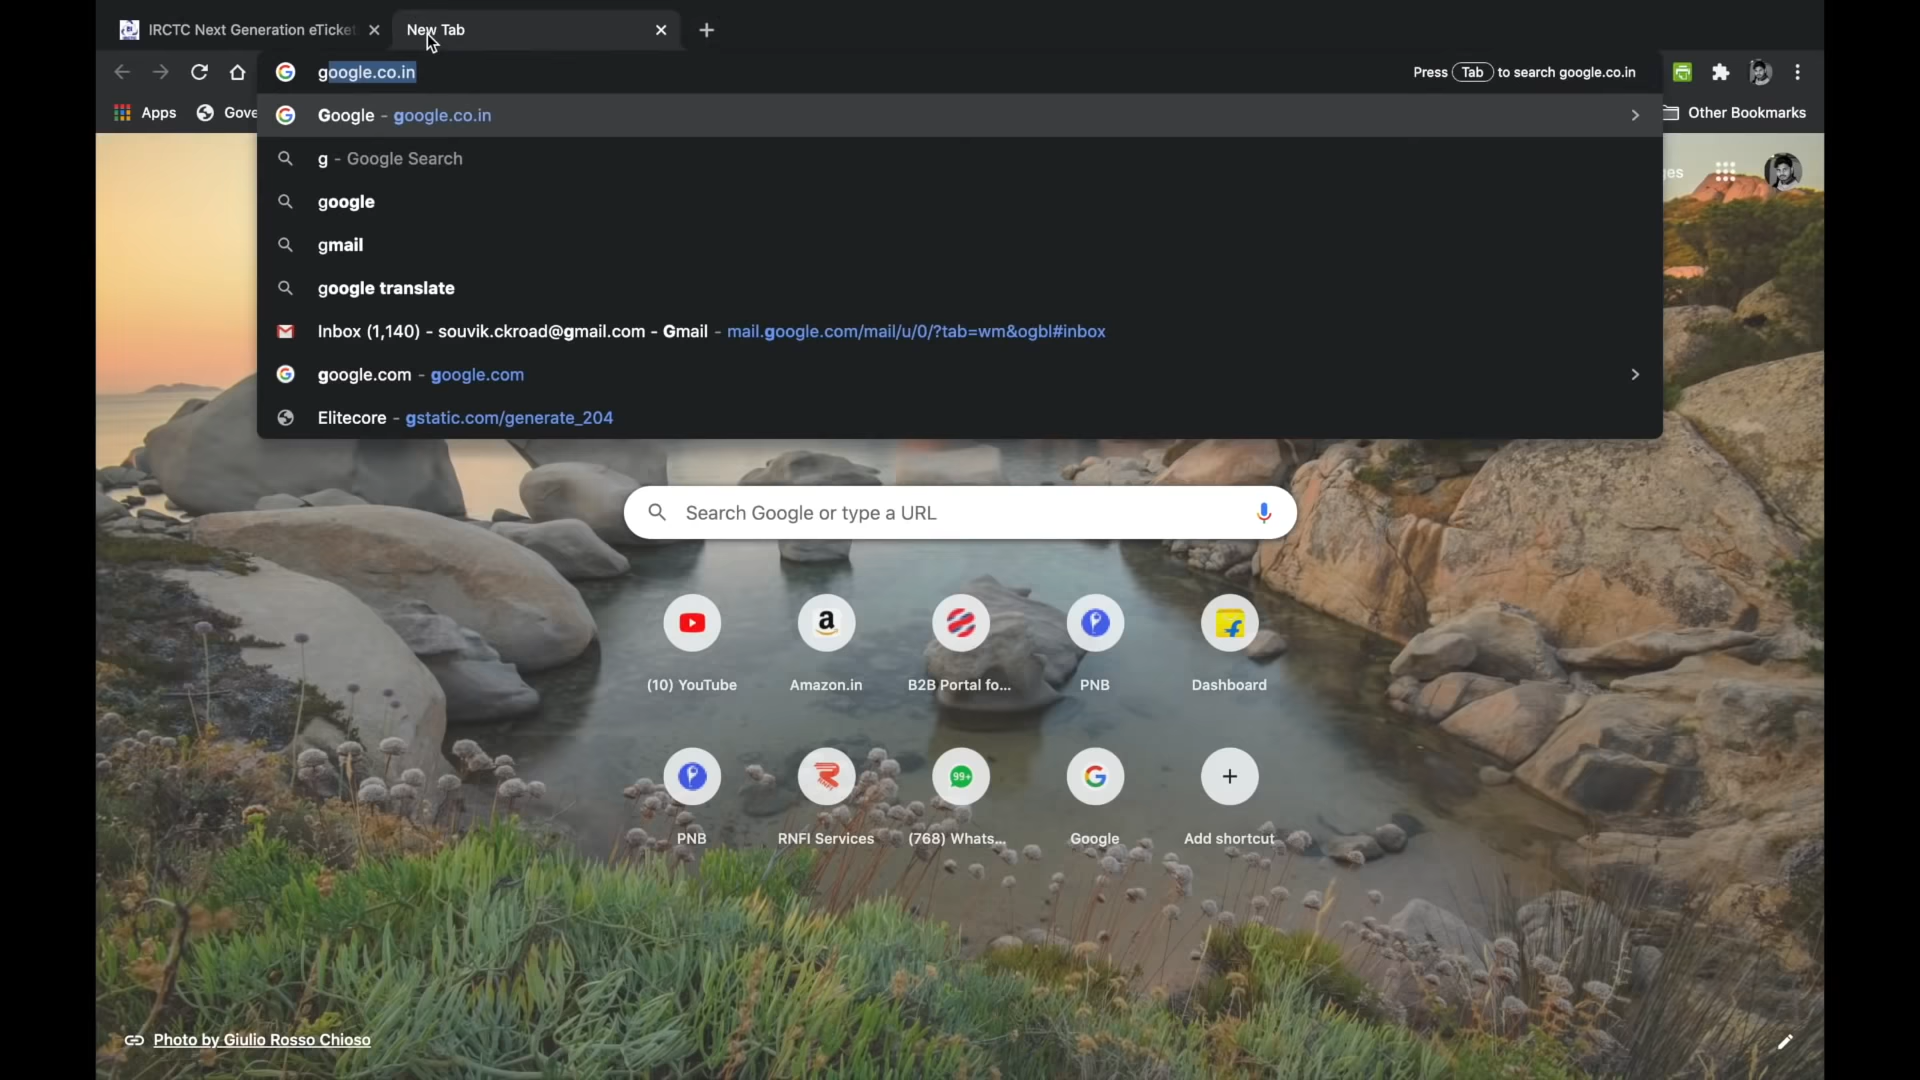 IRCTC Next Generation eTicket
New Tab
google.co.in
Press Tab to search google.co.in
Apps
Gove
Other Bookmarks
Google - google.co.in
g - Google Search
google
gmail
google translate
Inbox (1,140) - souvik.ckroad@gmail.com - Gmail - mail.google.com/mail/u/0/?tab=wm&ogbl#inbox
google.com - google.com
Elitecore - gstatic.com/generate_204
Search Google or type a URL
(10) YouTube
Amazon.in
B2B Portal fo...
PNB
Dashboard
99+
PNB
RNFI Services
(768) Whats...
Google
Add shortcut
Photo by Giulio Rosso Chioso